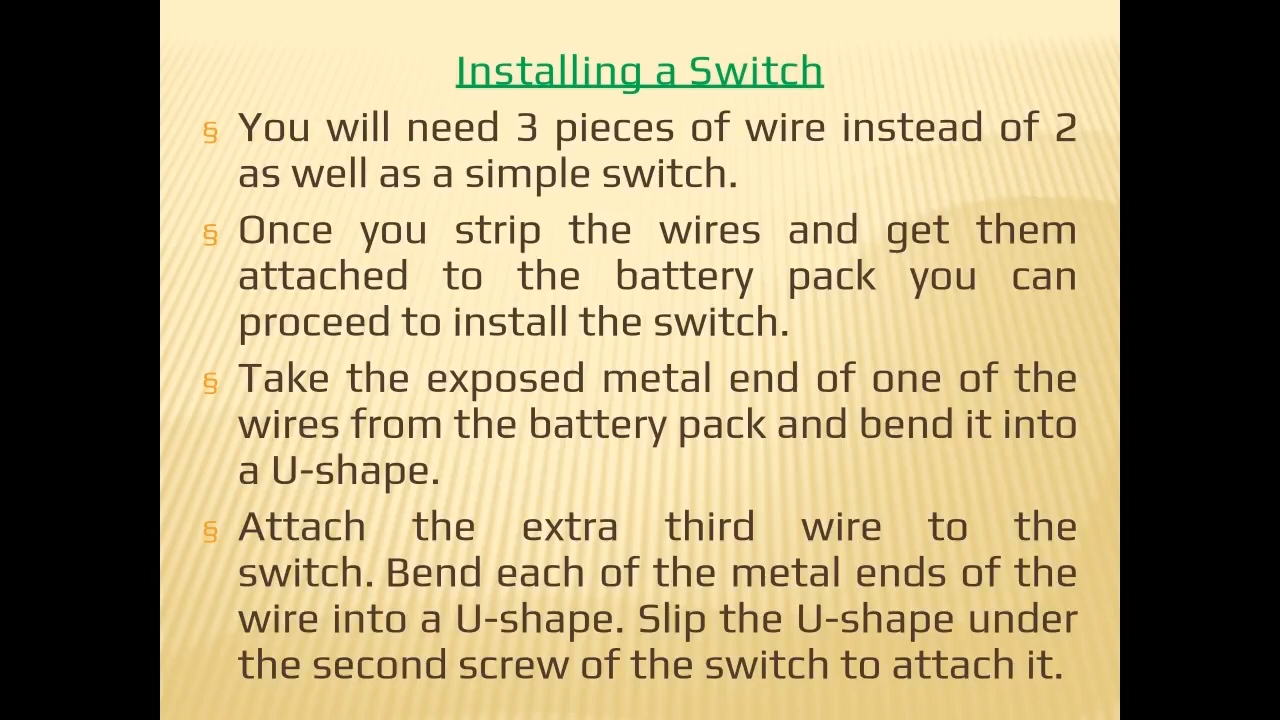 Installing a Switch
§ You will need 3 pieces of wire instead of 2
as well as a simple switch.
§ Once you strip the wires and get them
attached to the battery pack you can
proceed to install the switch.
§ Take the exposed metal end of one of the
wires from the battery pack and bend it into
a U-shape.
§ Attach the extra third wire to the
switch. Bend each of the metal ends of the
wire into a U-shape. Slip the U-shape under
the second screw of the switch to attach it.